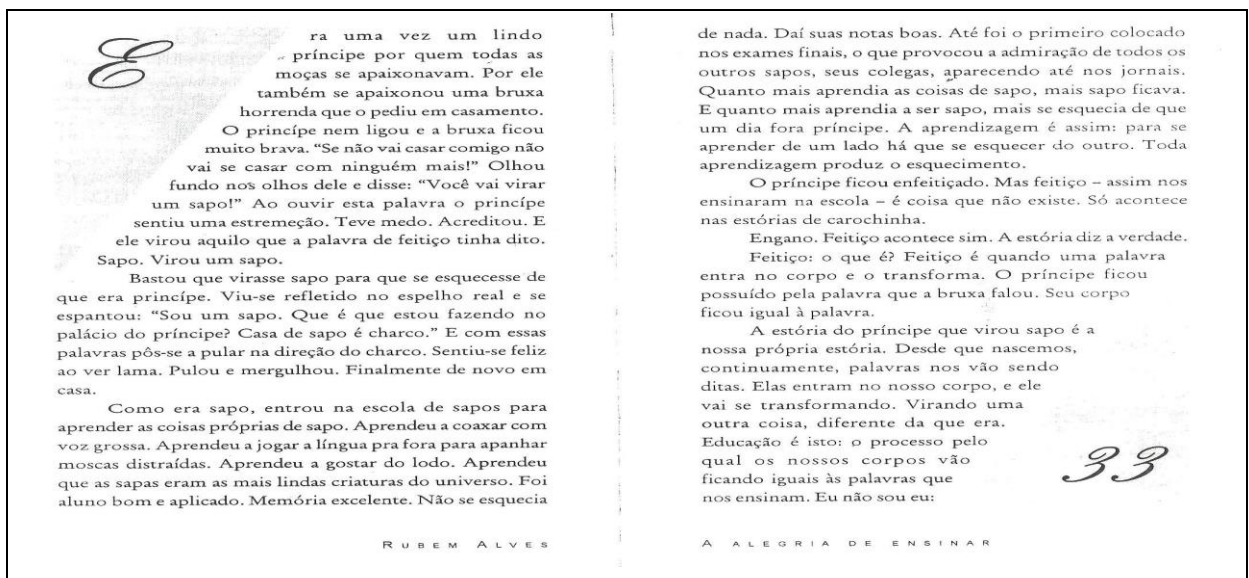 Era uma vez um lindo
príncipe por quem todas as
moças se apaixonavam. Por ele
também se apaixonou uma bruxa
horrenda que o pediu em casamento.
O princípe nem ligou e a bruxa ficou
muito brava. “Se não vai casar comigo não
vai se casar com ninguém mais!” Olhou
fundo nos olhos dele e disse: “Você vai virar
um sapo!” Ao ouvir esta palavra o princípe
sentiu uma estremeção. Teve medo. Acreditou. E
ele virou aquilo que a palavra de feitiço tinha dito.
Sapo. Virou um sapo.
Bastou que virasse sapo para que se esquecesse de
que era princípe. Viu-se refletido no espelho real e se
espantou: “Sou um sapo. Que é que estou fazendo no
palácio do príncipe? Casa de sapo é charco.” E com essas
palavras pôs-se a pular na direção do charco. Sentiu-se feliz
ao ver lama. Pulou e mergulhou. Finalmente de novo em
casa.
Como era sapo, entrou na escola de sapos para
aprender as coisas próprias de sapo. Aprendeu a coaxar com
voz grossa. Aprendeu a jogar a língua pra fora para apanhar
moscas distraídas. Aprendeu a gostar do lodo. Aprendeu
que as sapas eram as mais lindas criaturas do universo. Foi
aluno bom e aplicado. Memória excelente. Não se esquecia
RUBEM ALVES
de nada. Daí suas notas boas. Até foi o primeiro colocado
nos exames finais, o que provocou a admiração de todos os
outros sapos, seus colegas, aparecendo até nos jornais.
Quanto mais aprendia as coisas de sapo, mais sapo ficava.
E quanto mais aprendia a ser sapo, mais se esquecia de que
um dia fora príncipe. A aprendizagem é assim: para se
aprender de um lado há que se esquecer do outro. Toda
aprendizagem produz o esquecimento.
O príncipe ficou enfeitiçado. Mas feitiço – assim nos
ensinaram na escola – é coisa que não existe. Só acontece
nas estórias de carochinha.
Engano. Feitiço acontece sim. A estória diz a verdade.
Feitiço: o que é? Feitiço é quando uma palavra
entra no corpo e o transforma. O príncipe ficou
possuído pela palavra que a bruxa falou. Seu corpo
ficou igual à palavra.
A estória do príncipe que virou sapo é a
nossa própria estória. Desde que nascemos,
continuamente, palavras nos vão sendo
ditas. Elas entram no nosso corpo, e ele
vai se transformando. Virando uma
outra coisa, diferente da que era.
Educação é isto: o processo pelo
qual os nossos corpos vão
ficando iguais às palavras que
nos ensinam. Eu não sou eu:
33
A ALEGRIA DE ENSINAR